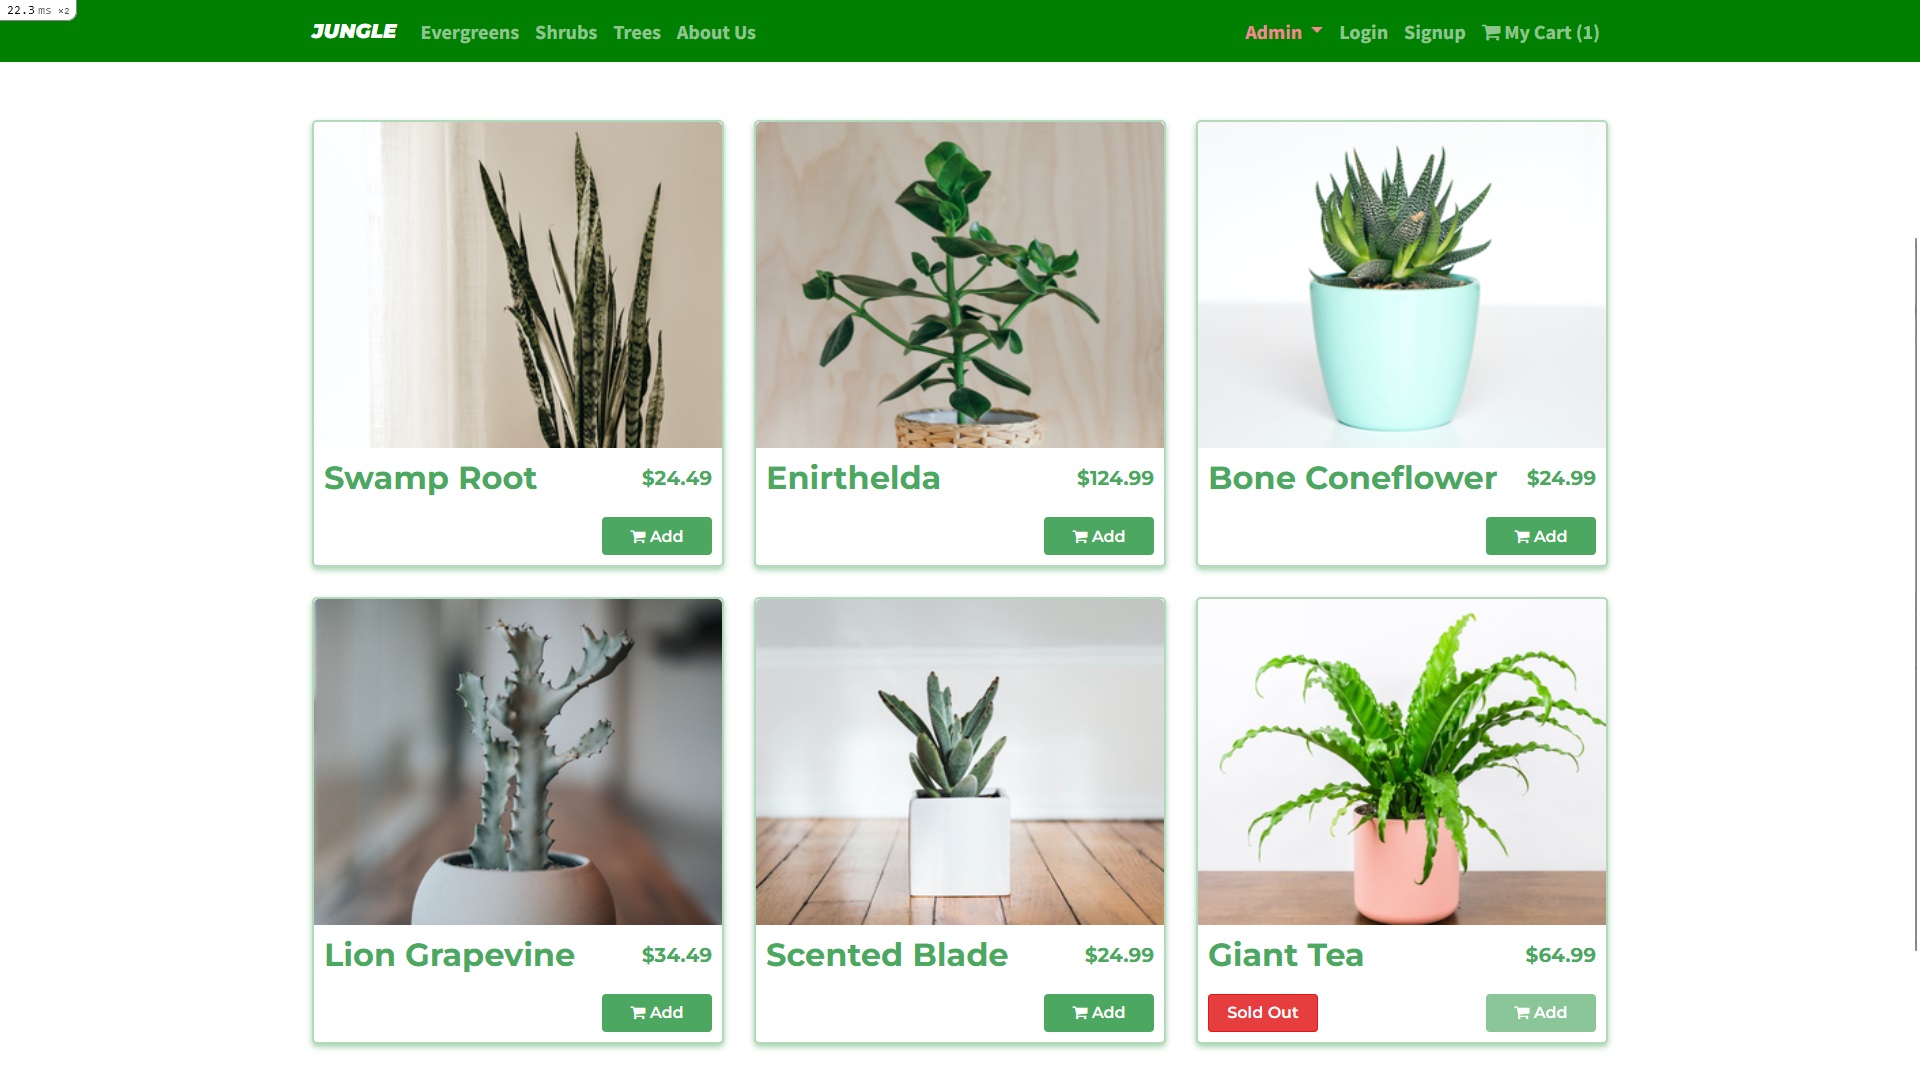 22.3 ms ×2
JUNGLE Evergreens Shrubs Trees About Us Admin Login Signup My Cart (1)
Swamp Root $24.49
Add
Enirthelda $124.99
Add
Bone Coneflower $24.99
Add
Lion Grapevine $34.49
Add
Scented Blade $24.99
Add
Giant Tea $64.99
Sold Out Add